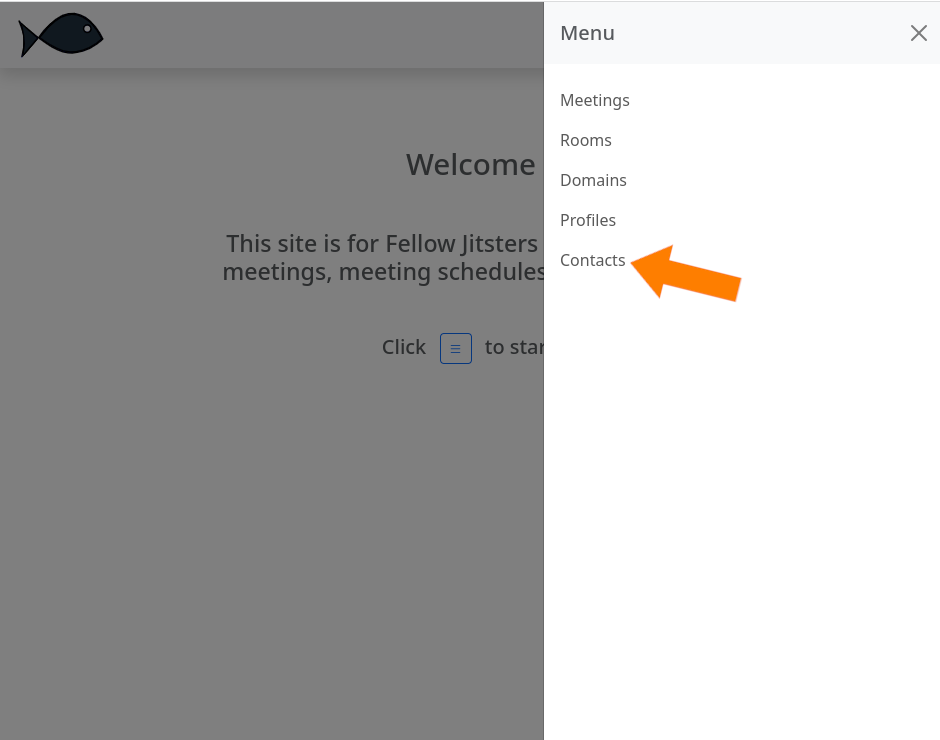 Menu
Meetings
Rooms
Domains
Profiles
Contacts
Welcome
This site is for Fellow Jitsters
meetings, meeting schedules
Click ☰ to star